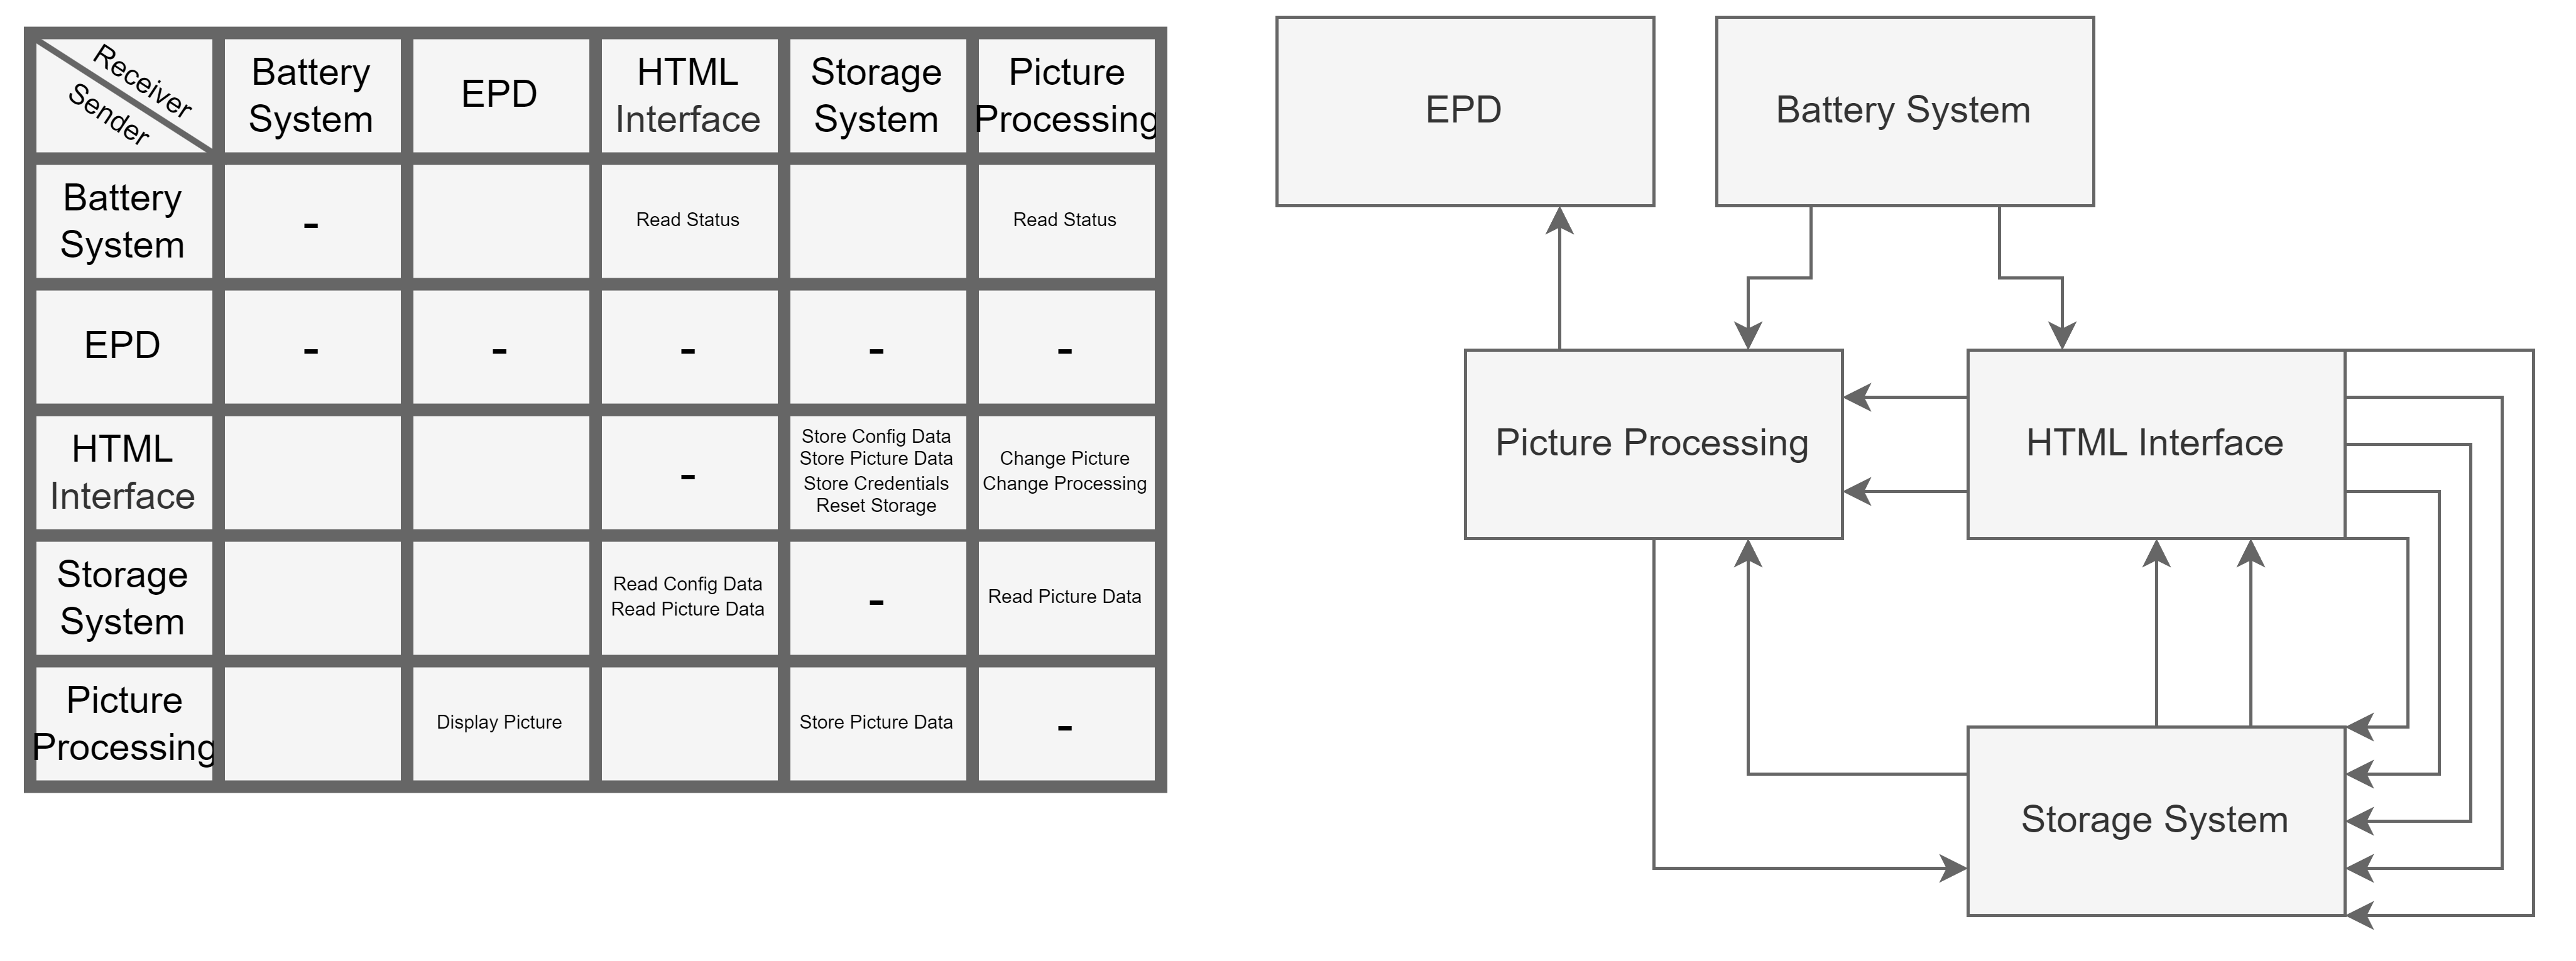 Receiver
Sender
Battery
System
EPD
HTML
Interface
Storage
System
Picture
Processing
Battery
System
-
Read Status
Read Status
EPD
-
-
-
-
-
HTML
Interface
-
Store Config Data
Store Picture Data
Store Credentials
Reset Storage
Change Picture
Change Processing
Storage
System
Read Config Data
Read Picture Data
-
Read Picture Data
Picture
Processing
Display Picture
Store Picture Data
-
EPD
Battery System
Picture Processing
HTML Interface
Storage System